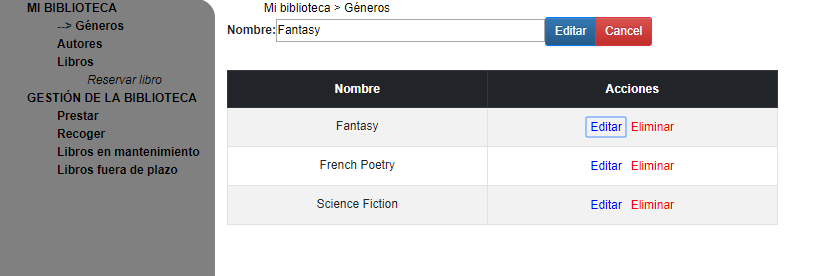 MI BIBLIOTECA
--> Géneros
Autores
Libros
Reservar libro
GESTIÓN DE LA BIBLIOTECA
Prestar
Recoger
Libros en mantenimiento
Libros fuera de plazo
Mi biblioteca > Géneros
Nombre: Fantasy Editar Cancel
Nombre Acciones
Fantasy Editar Eliminar
French Poetry Editar Eliminar
Science Fiction Editar Eliminar